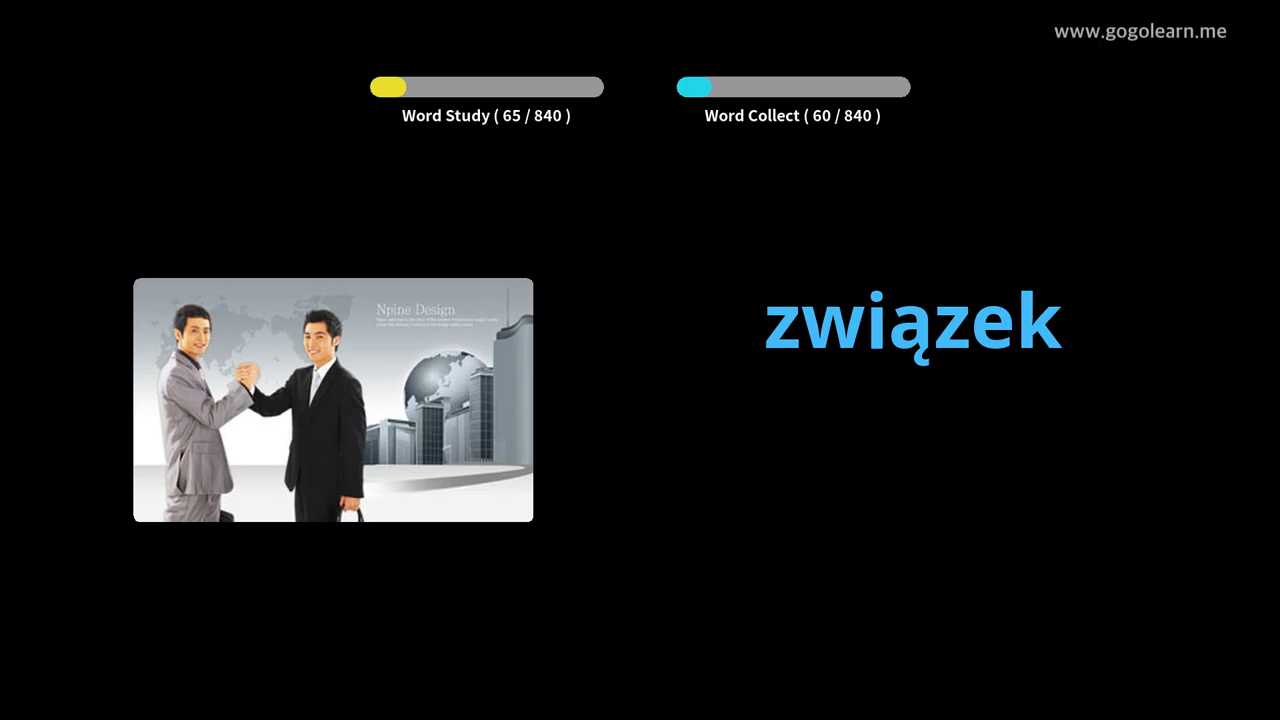 www.gogolearn.me
Word Study ( 65 / 840 )
Word Collect ( 60 / 840 )
Npine Design
związek